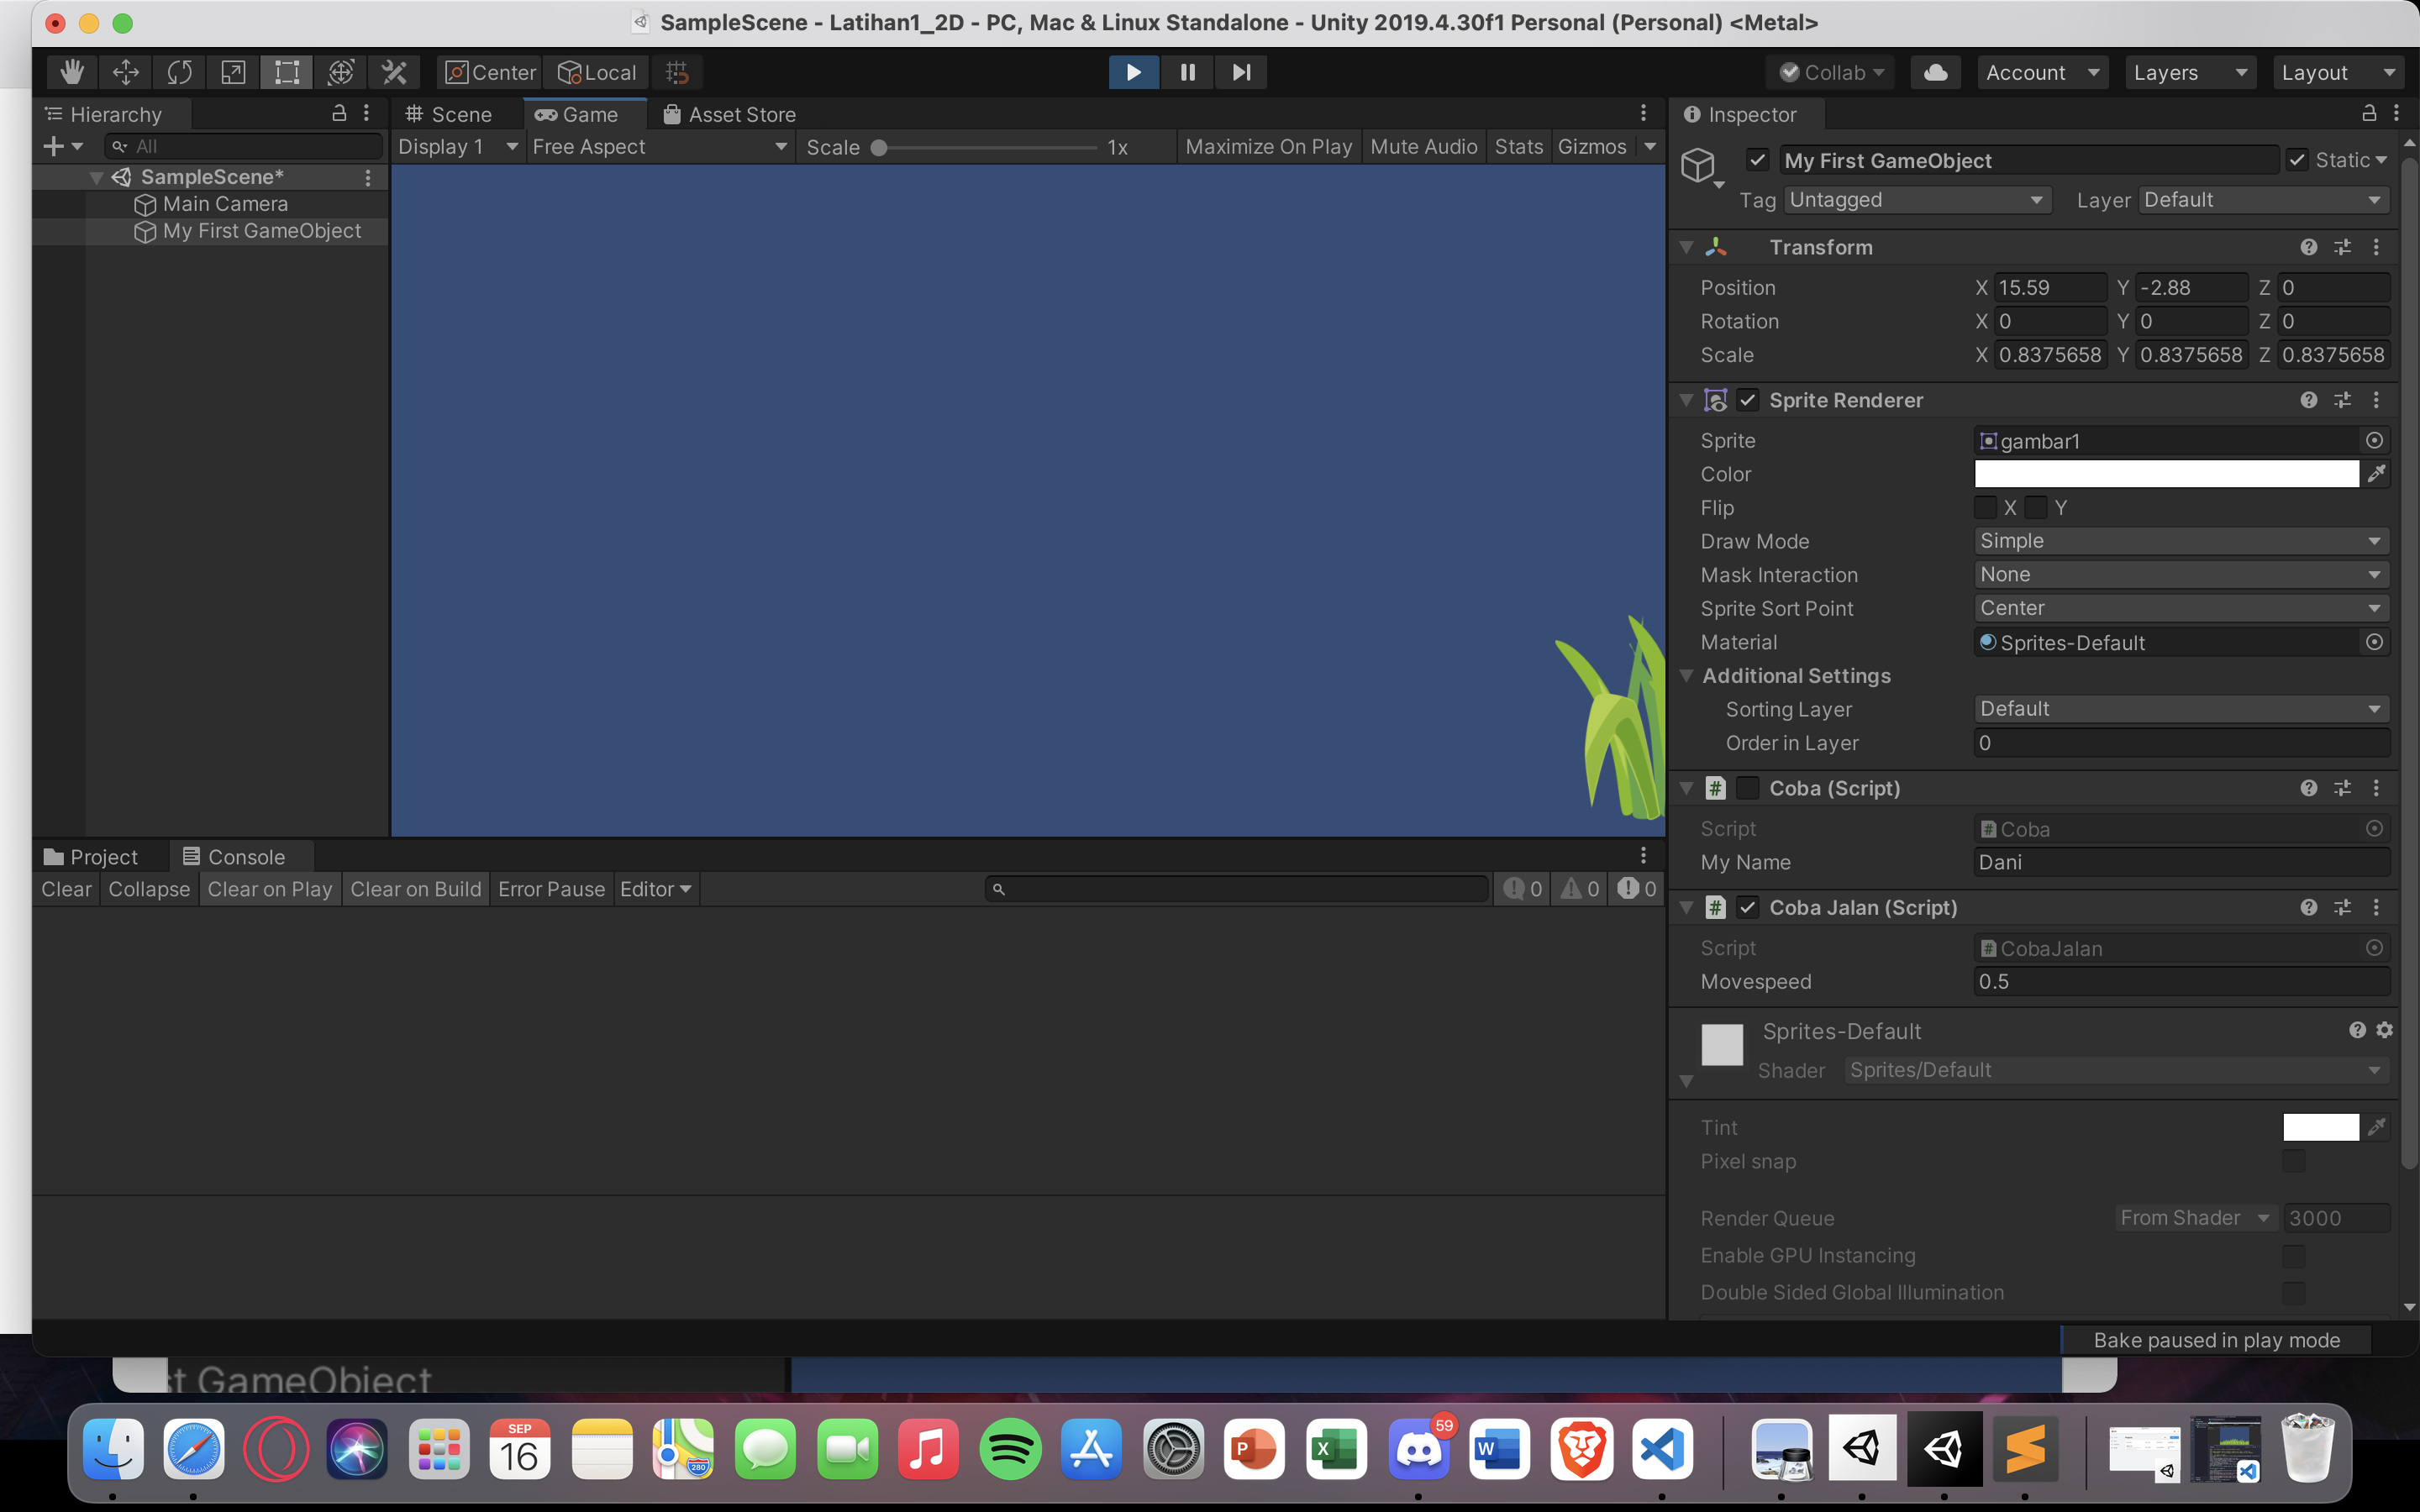 SampleScene - Latihan1_2D - PC, Mac & Linux Standalone - Unity 2019.4.30f1 Personal (Personal) <Metal>
Center Local Collab Account Layers Layout
Hierarchy
All
SampleScene*
Main Camera
My First GameObject
Scene Game Asset Store
Display 1 Free Aspect Scale 1x Maximize On Play Mute Audio Stats Gizmos
Project Console
Clear Collapse Clear on Play Clear on Build Error Pause Editor 0 0 0
Inspector
My First GameObject Static
Tag Untagged Layer Default
Transform
Position X 15.59 Y -2.88 Z 0
Rotation X 0 Y 0 Z 0
Scale X 0.8375658 Y 0.8375658 Z 0.8375658
Sprite Renderer
Sprite gambar1
Color
Flip X Y
Draw Mode Simple
Mask Interaction None
Sprite Sort Point Center
Material Sprites-Default
Additional Settings
Sorting Layer Default
Order in Layer 0
# Coba (Script)
Script # Coba
My Name Dani
# Coba Jalan (Script)
Script # CobaJalan
Movespeed 0.5
Sprites-Default
Shader Sprites/Default
Tint
Pixel snap
Render Queue From Shader 3000
Enable GPU Instancing
Double Sided Global Illumination
Bake paused in play mode
st GameObject
SEP
16
280
P
X
59
W